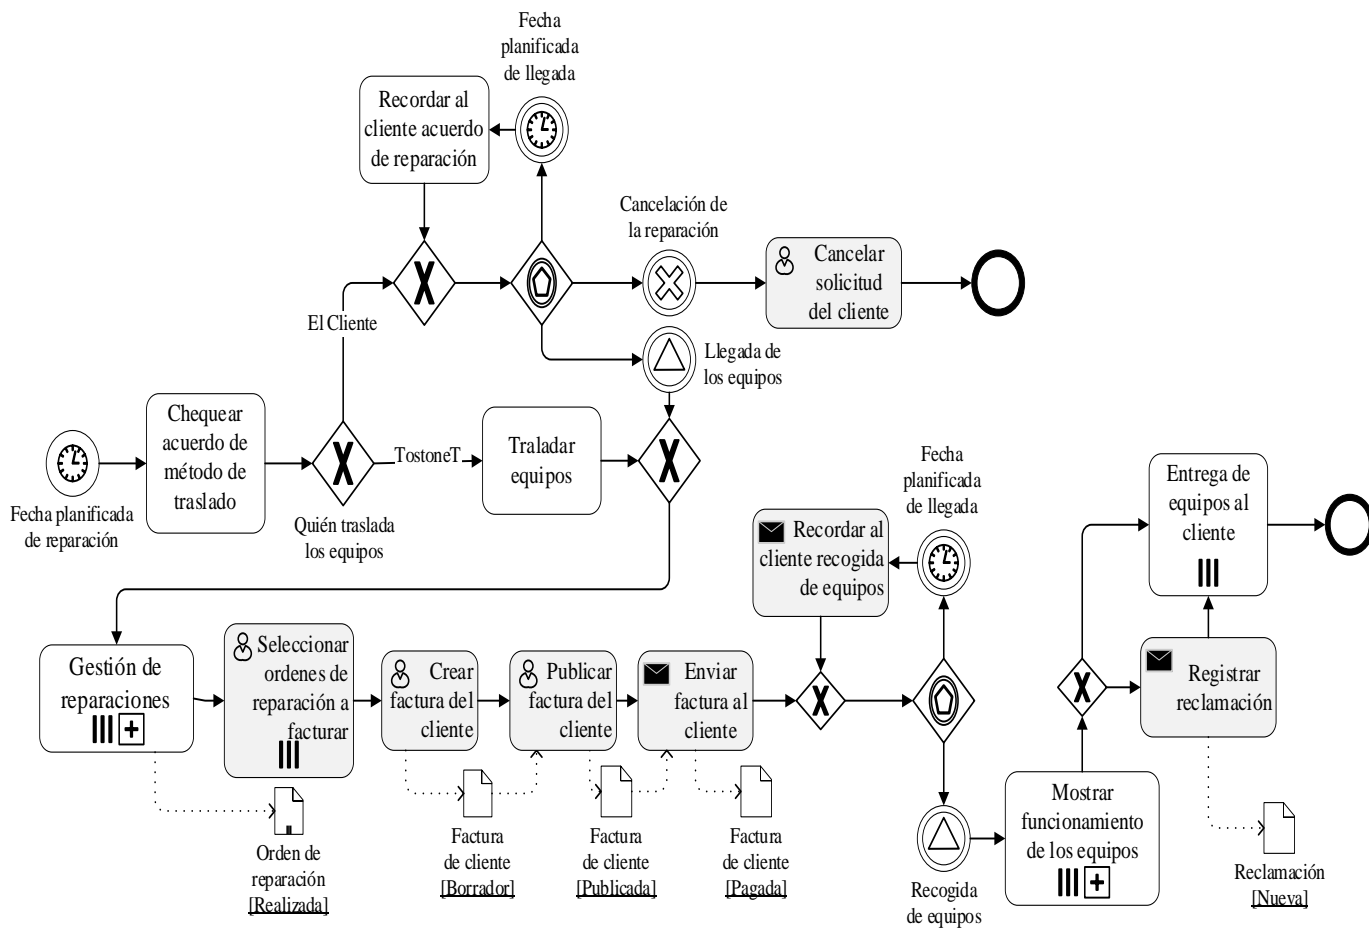 Fecha
planificada
de llegada
Recordar al
cliente acuerdo
de reparación
Cancelación de
la reparación
Cancelar
solicitud
del cliente
El Cliente
Llegada de
los equipos
Chequear
acuerdo de
método de
traslado
TostoneT
Traladar
equipos
Fecha planificada
de reparación
Quién traslada
los equipos
Fecha
planificada
de llegada
Recordar al
cliente recogida
de equipos
Entrega de
equipos al
cliente
Gestión de
reparaciones
Seleccionar
ordenes de
reparación a
facturar
Crear
factura del
cliente
Publicar
factura del
cliente
Enviar
factura al
cliente
Registrar
reclamación
Mostrar
funcionamiento
de los equipos
Orden de
reparación
[Realizada]
Factura
de cliente
[Borrador]
Factura
de cliente
[Publicada]
Factura
de cliente
[Pagada]
Recogida
de equipos
Reclamación
[Nueva]